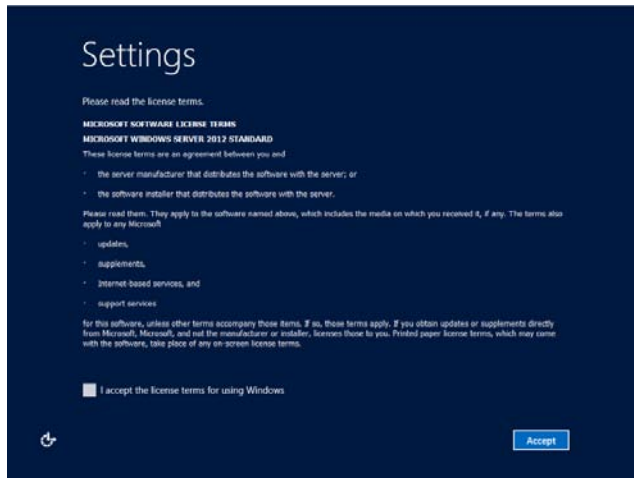 Settings
Please read the license terms.
MICROSOFT SOFTWARE LICENSE TERMS
MICROSOFT WINDOWS SERVER 2012 STANDARD
These license terms are an agreement between you and
· the server manufacturer that distributes the software with the server; or
· the software installer that distributes the software with the server.
Please read them. They apply to the software named above, which includes the media on which you received it, if any. The terms also
apply to any Microsoft
· updates,
· supplements,
· Internet-based services, and
· support services
for this software, unless other terms accompany those items. If so, those terms apply. If you obtain updates or supplements directly
from Microsoft, Microsoft, and not the manufacturer or installer, licenses those to you. Printed paper license terms, which may come
with the software, take place of any on-screen license terms.
I accept the license terms for using Windows
Accept